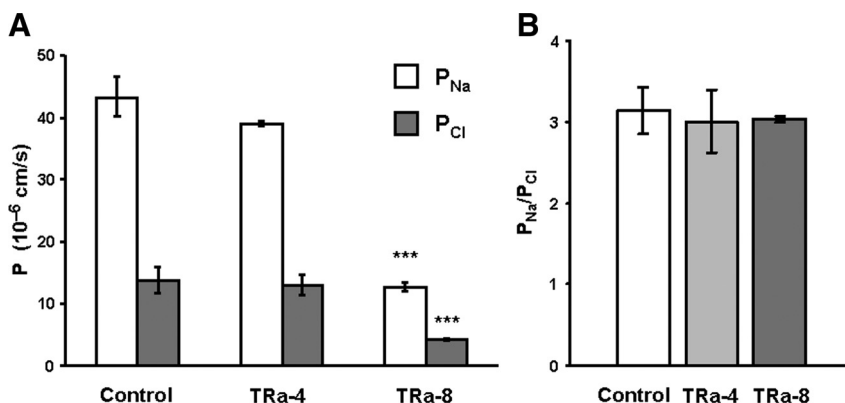 A
50
40
30
20
10
0
P (10⁻⁶ cm/s)
P_Na
P_Cl
***
***
Control TRa-4 TRa-8
B
4
3
2
1
0
P_Na/P_Cl
Control TRa-4 TRa-8